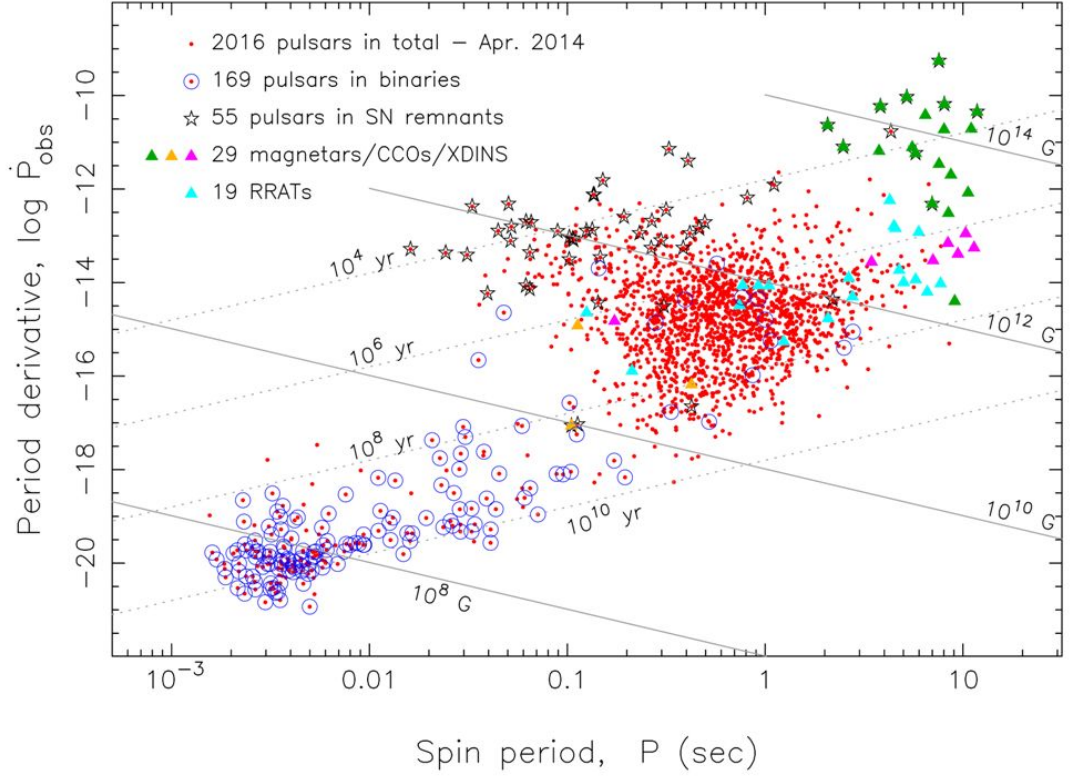 2016 pulsars in total – Apr. 2014
169 pulsars in binaries
55 pulsars in SN remnants
29 magnetars/CCOs/XDINS
19 RRATs
Period derivative, log Ṗobs
−10
−12
−14
−16
−18
−20
10¹⁴ G
10⁴ yr
10¹² G
10⁶ yr
10⁸ yr
10¹⁰ yr
10¹⁰ G
10⁸ G
10⁻³
0.01
0.1
1
10
Spin period, P (sec)